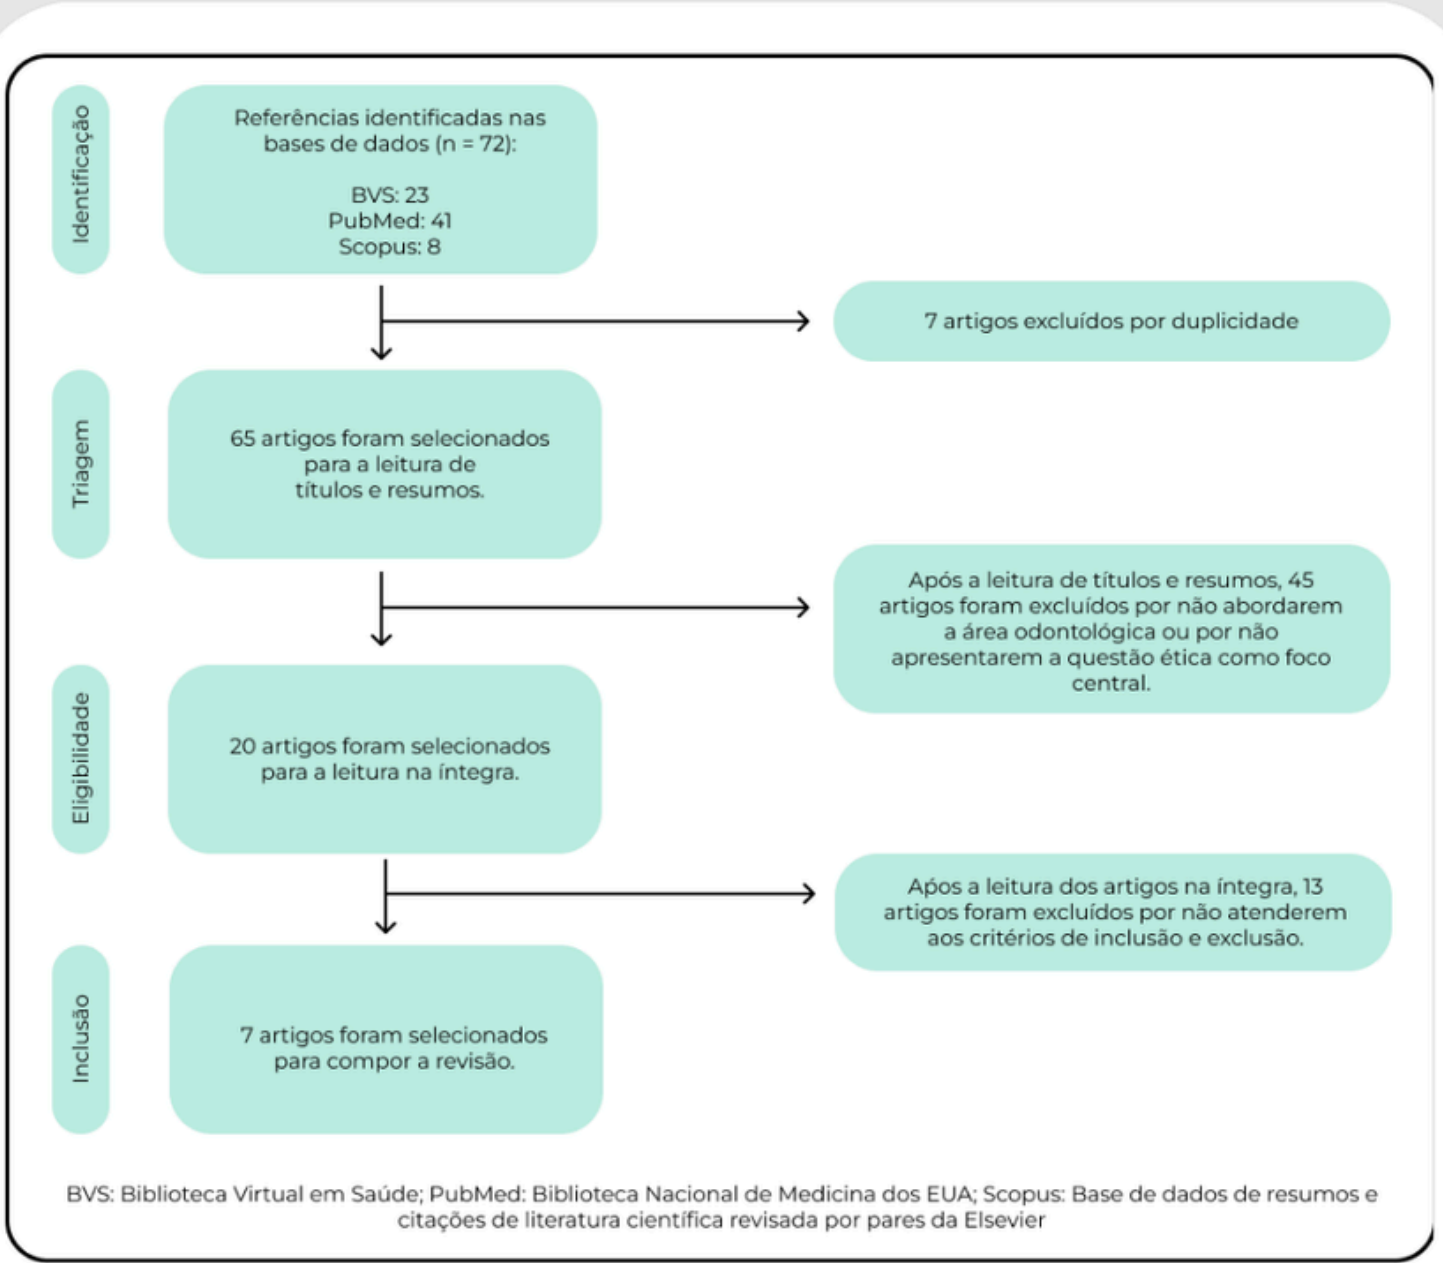 Identificação
Referências identificadas nas
bases de dados (n = 72):
BVS: 23
PubMed: 41
Scopus: 8
7 artigos excluídos por duplicidade
Triagem
65 artigos foram selecionados
para a leitura de
títulos e resumos.
Após a leitura de títulos e resumos, 45
artigos foram excluídos por não abordarem
a área odontológica ou por não
apresentarem a questão ética como foco
central.
Eligibilidade
20 artigos foram selecionados
para a leitura na íntegra.
Após a leitura dos artigos na íntegra, 13
artigos foram excluídos por não atenderem
aos critérios de inclusão e exclusão.
Inclusão
7 artigos foram selecionados
para compor a revisão.
BVS: Biblioteca Virtual em Saúde; PubMed: Biblioteca Nacional de Medicina dos EUA; Scopus: Base de dados de resumos e
citações de literatura científica revisada por pares da Elsevier